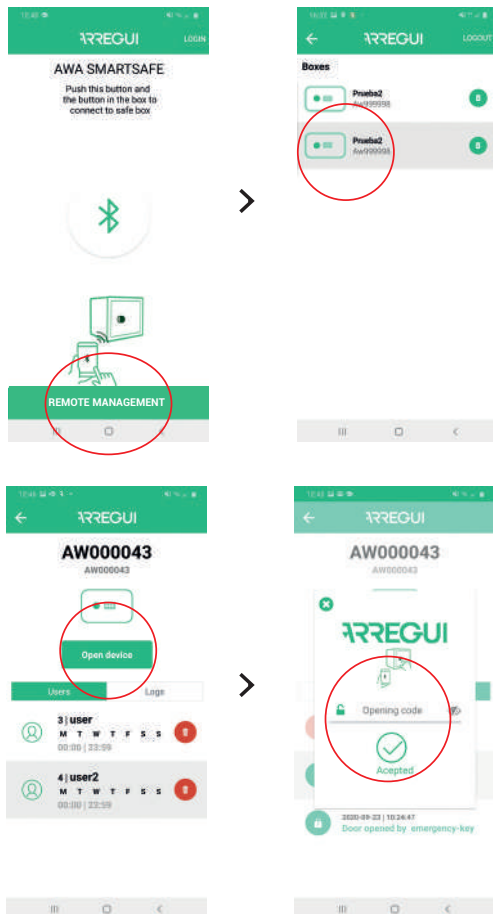 ARREGUI
LOGIN
AWA SMARTSAFE
Push this button and
the button in the box to
connect to safe box
REMOTE MANAGEMENT
ARREGUI
LOGOUT
Boxes
Prueba2
Aw999998
Prueba2
Aw999998
ARREGUI
AW000043
AW000043
Open device
Users
Logs
3 | user
M T W T F S S
00:00 | 23:59
4 | user2
M T W T F S S
00:00 | 23:59
ARREGUI
AW000043
AW000043
ARREGUI
Opening code
Acepted
2020-09-23 | 10:24:47
Door opened by emergency-key